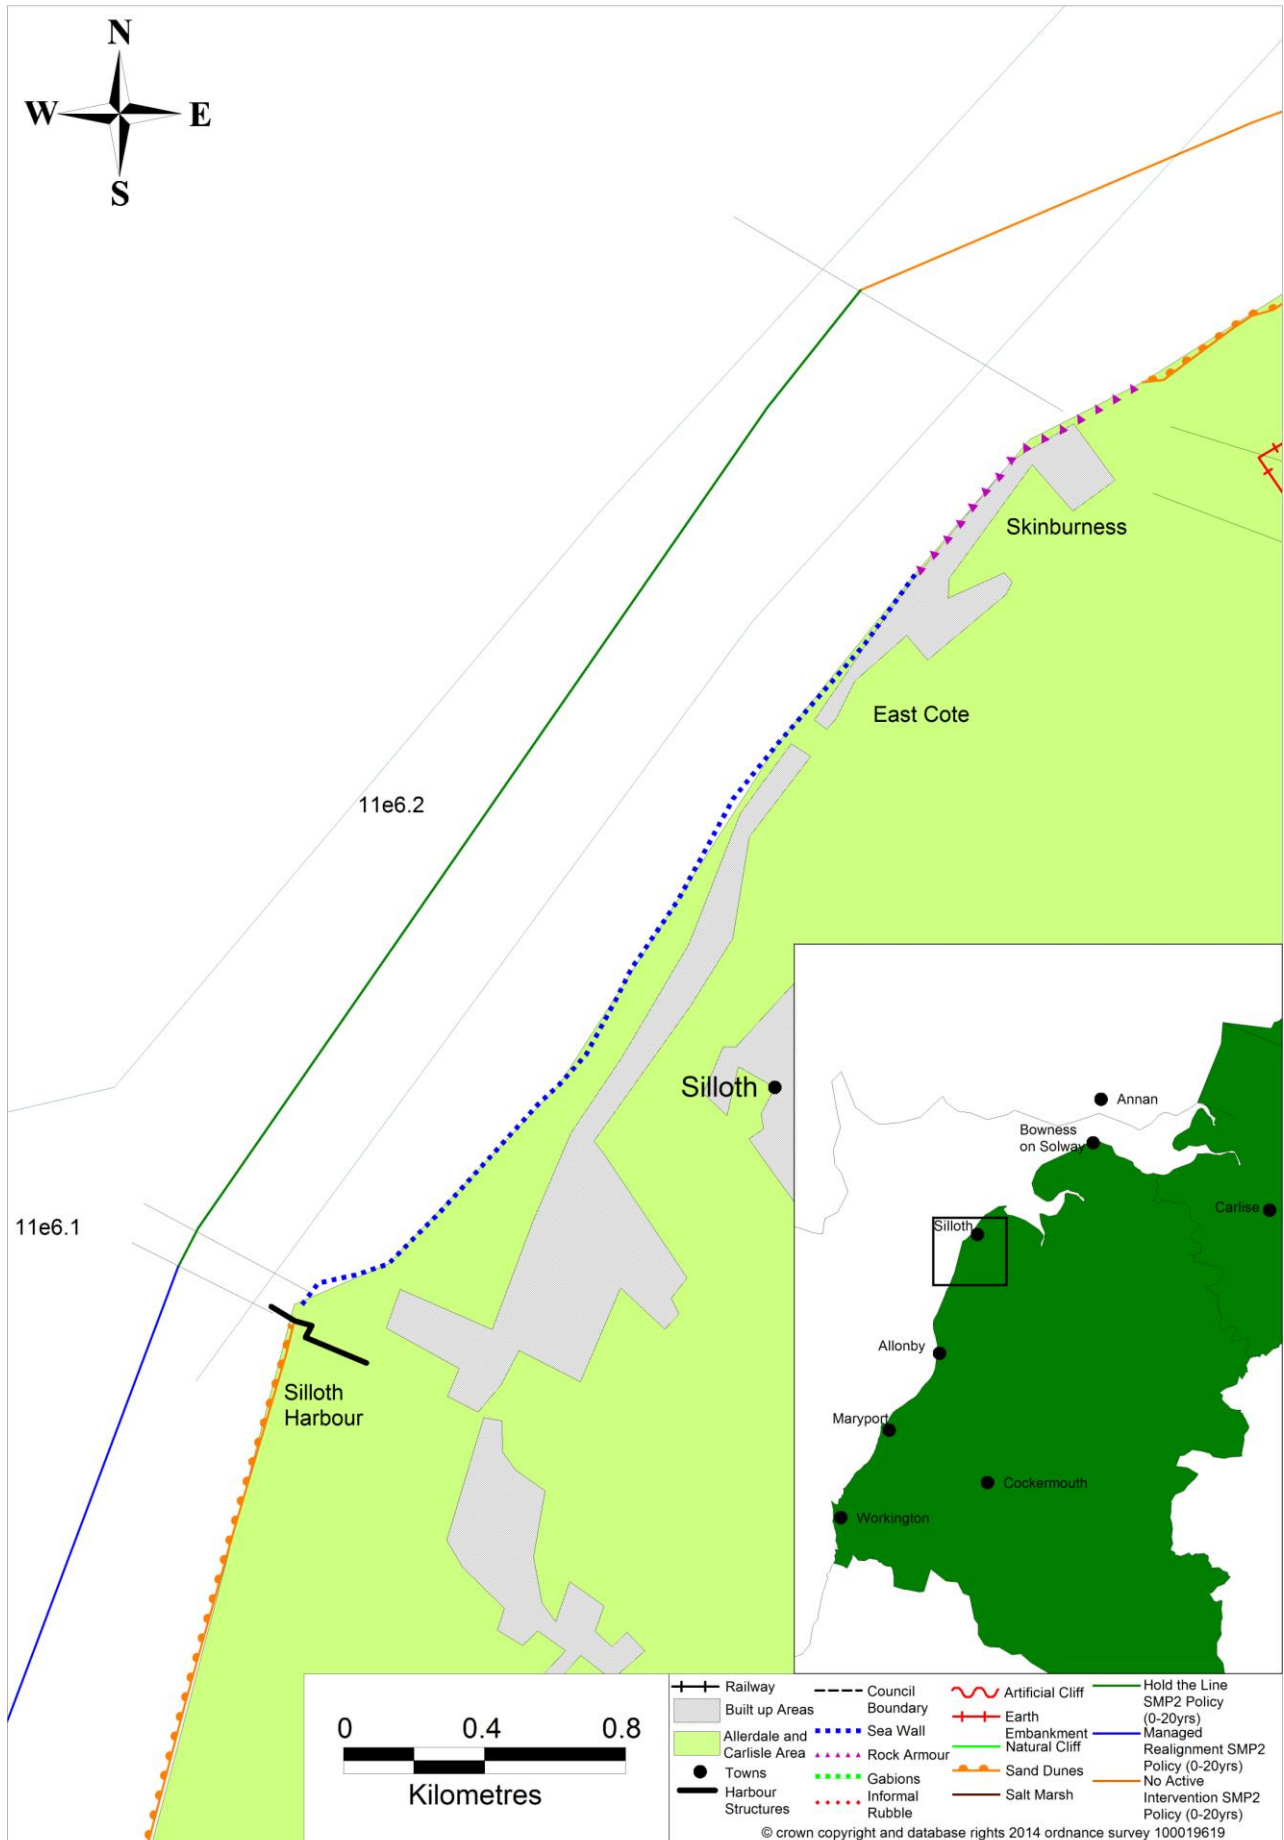 N
W E
S
Skinburness
East Cote
11e6.2
Silloth
11e6.1
Silloth
Harbour
Annan
Bowness
on Solway
Carlise
Silloth
Allonby
Maryport
Cockermouth
Workington
0 0.4 0.8
Kilometres
Railway
Built up Areas
Allerdale and
Carlisle Area
Towns
Harbour
Structures
Council
Boundary
Sea Wall
Rock Armour
Gabions
Informal
Rubble
Artificial Cliff
Earth
Embankment
Natural Cliff
Sand Dunes
Salt Marsh
Hold the Line
SMP2 Policy
(0-20yrs)
Managed
Realignment SMP2
Policy (0-20yrs)
No Active
Intervention SMP2
Policy (0-20yrs)
© crown copyright and database rights 2014 ordnance survey 100019619